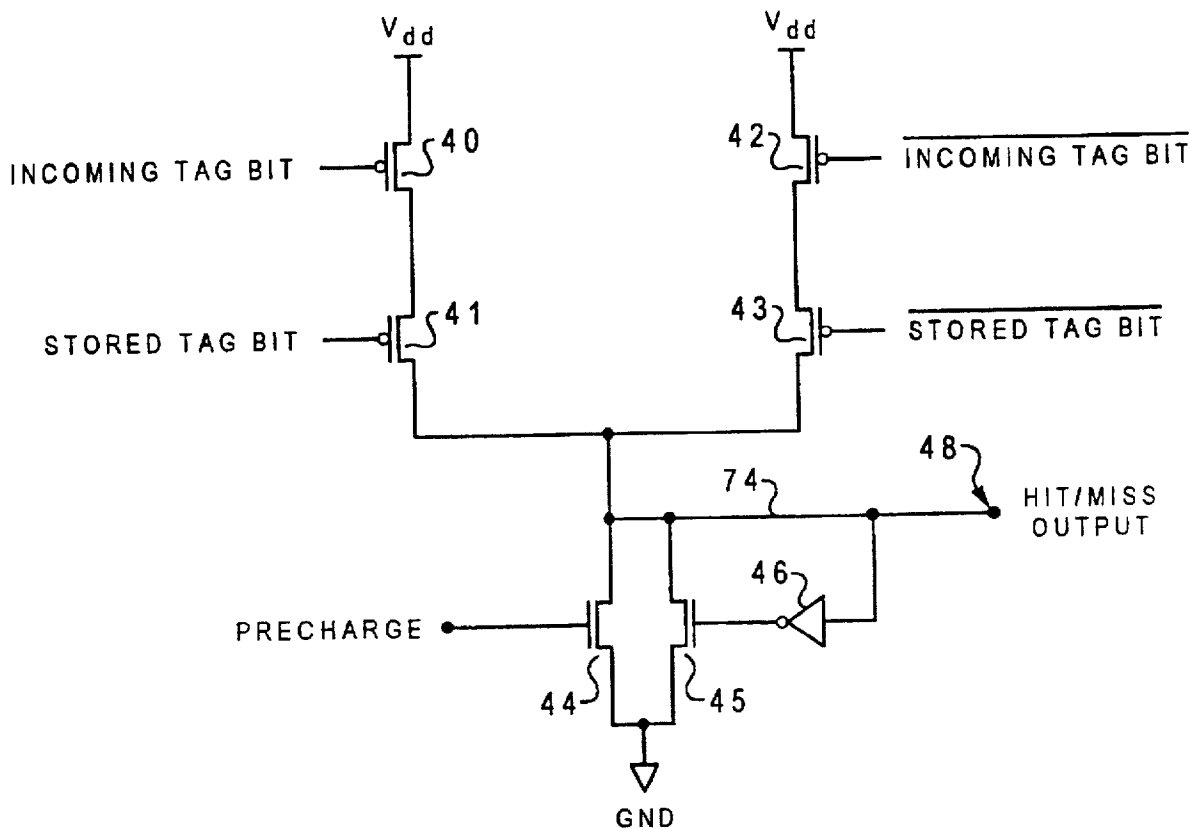 Vdd
Vdd
40
42
INCOMING TAG BIT
INCOMING TAG BIT
41
43
STORED TAG BIT
STORED TAG BIT
48
74
HIT/MISS
OUTPUT
46
PRECHARGE
44
45
GND